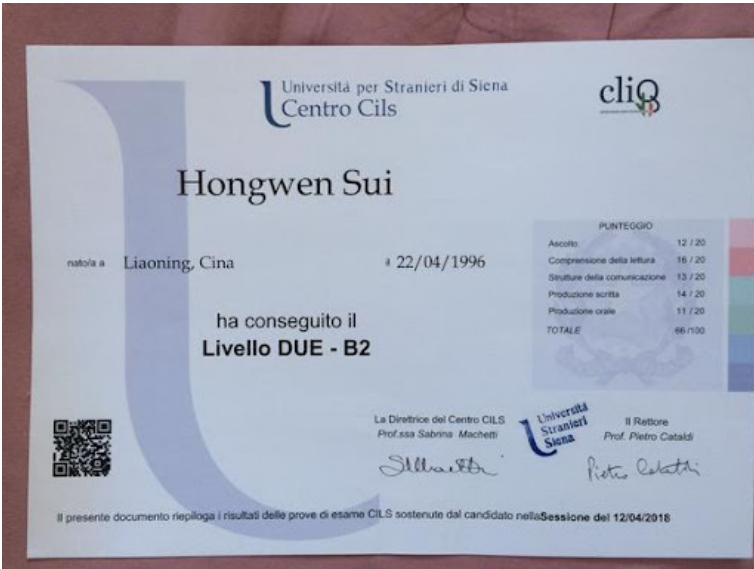 Università per Stranieri di Siena
Centro Cils
cliQ
Hongwen Sui
nato/a a Liaoning, Cina il 22/04/1996
ha conseguito il
Livello DUE - B2
PUNTEGGIO
Ascolto 12 / 20
Comprensione della lettura 16 / 20
Strutture della comunicazione 13 / 20
Produzione scritta 14 / 20
Produzione orale 11 / 20
TOTALE 66 /100
La Direttrice del Centro CILS
Prof.ssa Sabrina Machetti
Università
Stranieri
Siena
Il Rettore
Prof. Pietro Cataldi
Pietro Cataldi
Il presente documento riepiloga i risultati delle prove di esame CILS sostenute dal candidato nellaSessione del 12/04/2018